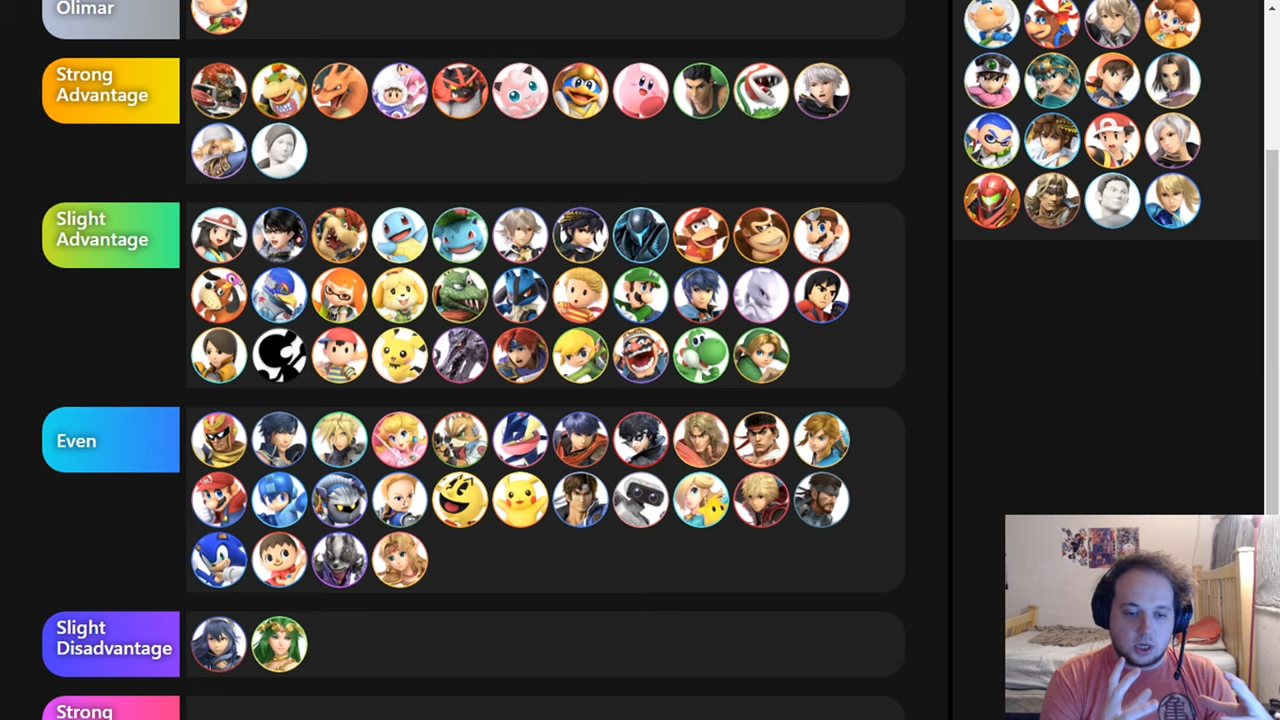 Olimar
Strong
Advantage
Slight
Advantage
Even
Slight
Disadvantage
Strong